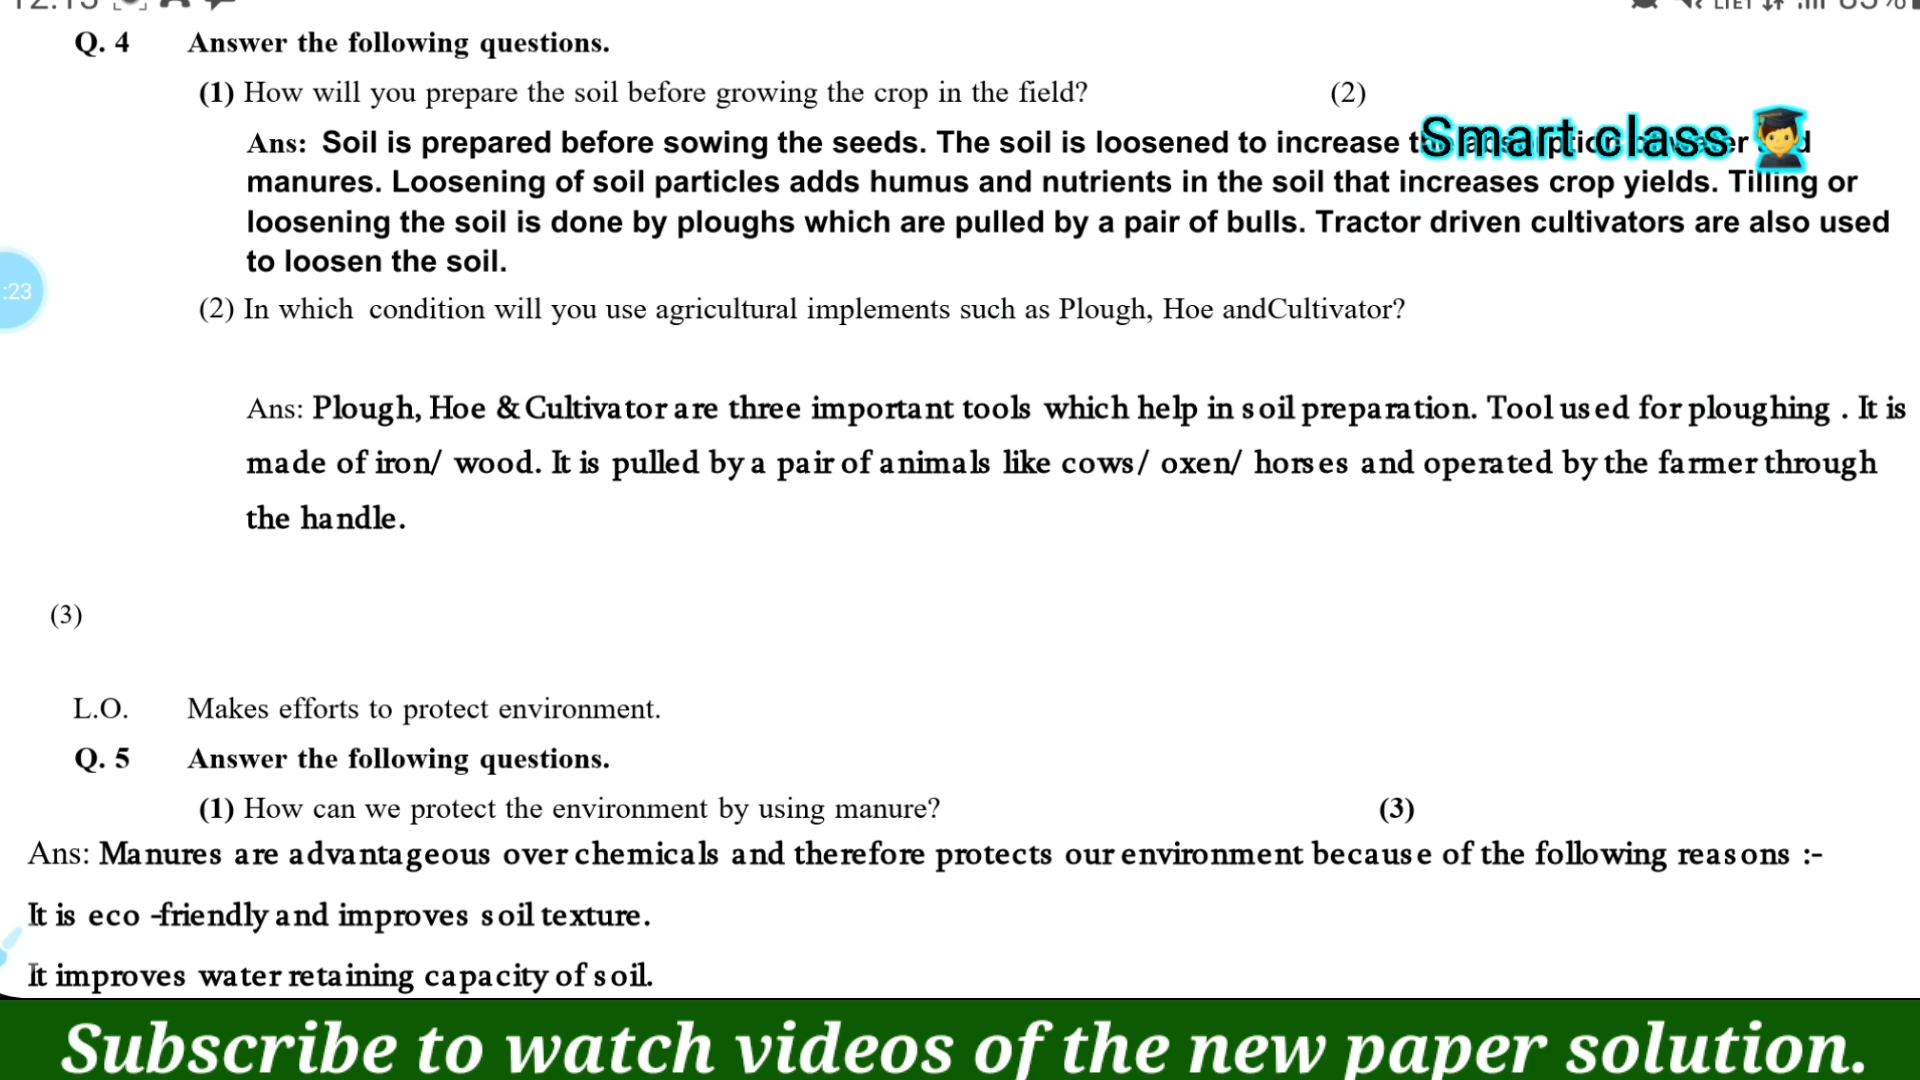 Q. 4 Answer the following questions.
(1) How will you prepare the soil before growing the crop in the field? (2)
Ans: Soil is prepared before sowing the seeds. The soil is loosened to increase
Smart class
manures. Loosening of soil particles adds humus and nutrients in the soil that increases crop yields. Tilling or
loosening the soil is done by ploughs which are pulled by a pair of bulls. Tractor driven cultivators are also used
to loosen the soil.
:23
(2) In which condition will you use agricultural implements such as Plough, Hoe andCultivator?
Ans: Plough, Hoe & Cultivator are three important tools which help in soil preparation. Tool used for ploughing . It is
made of iron/ wood. It is pulled by a pair of animals like cows/ oxen/ horses and operated by the farmer through
the handle.
(3)
L.O. Makes efforts to protect environment.
Q. 5 Answer the following questions.
(1) How can we protect the environment by using manure? (3)
Ans: Manures are advantageous over chemicals and therefore protects our environment because of the following reasons :-
It is eco -friendly and improves soil texture.
It improves water retaining capacity of soil.
Subscribe to watch videos of the new paper solution.